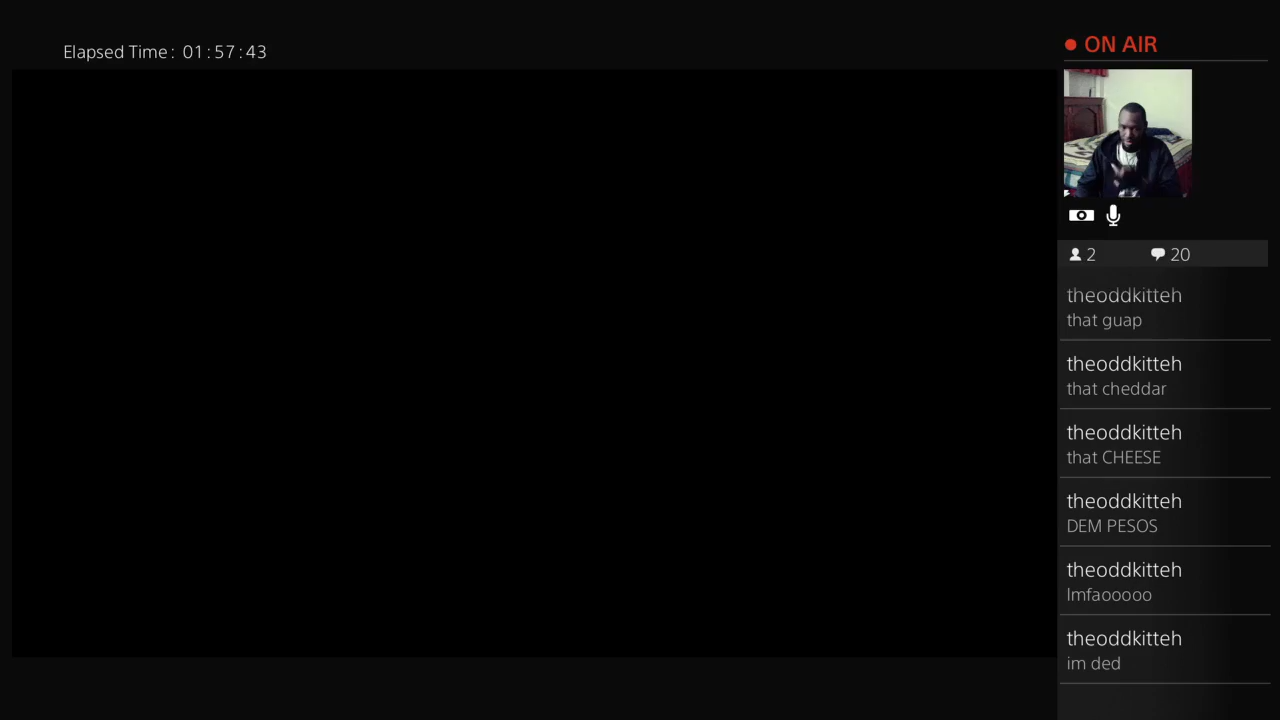 Elapsed Time: 01:57:43
ON AIR
2
20
theoddkitteh
that guap
theoddkitteh
that cheddar
theoddkitteh
that CHEESE
theoddkitteh
DEM PESOS
theoddkitteh
lmfaooooo
theoddkitteh
im ded